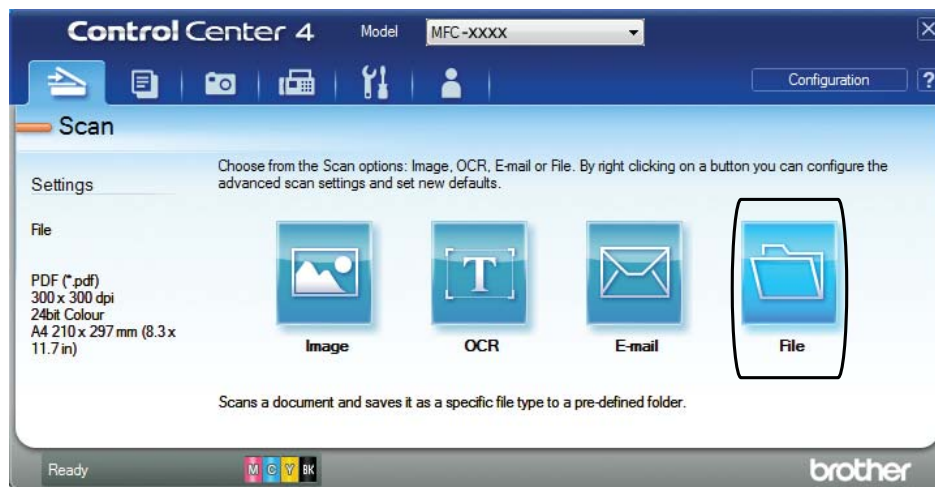 Control Center 4 Model MFC-XXXX
Configuration ?
Scan
Choose from the Scan options: Image, OCR, E-mail or File. By right clicking on a button you can configure the
advanced scan settings and set new defaults.
Settings
File
PDF (*.pdf)
300 x 300 dpi
24bit Colour
A4 210 x 297 mm (8.3 x
11.7 in)
T
Image OCR E-mail File
Scans a document and saves it as a specific file type to a pre-defined folder.
Ready M C Y BK brother